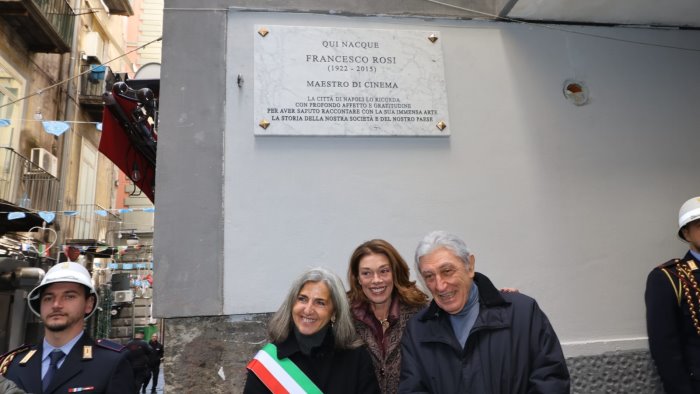 QUI NACQUE
FRANCESCO ROSI
(1922 - 2015)
MAESTRO DI CINEMA
LA CITTÀ DI NAPOLI LO RICORDA
CON PROFONDO AFFETTO E GRATITUDINE
PER AVER SAPUTO RACCONTARE CON LA SUA IMMENSA ARTE
LA STORIA DELLA NOSTRA SOCIETÀ E DEL NOSTRO PAESE